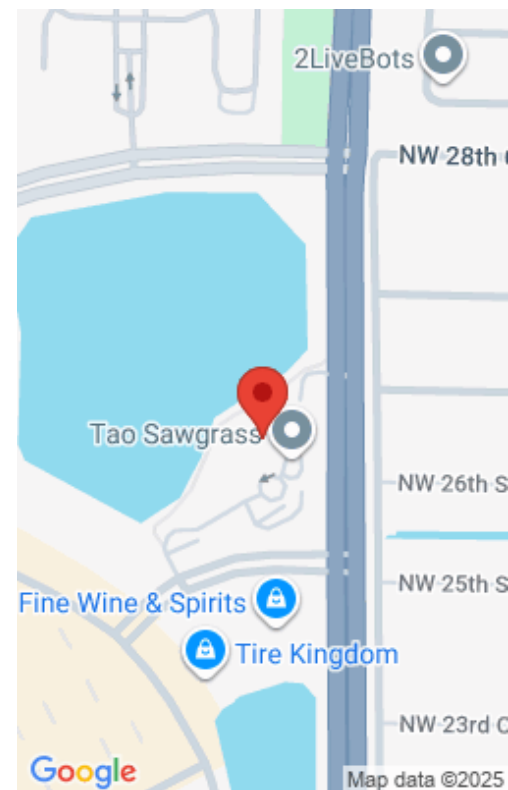 2LiveBots
NW 28th
Tao Sawgrass
NW 26th S
NW 25th S
Fine Wine & Spirits
Tire Kingdom
NW 23rd C
Google
Map data ©2025